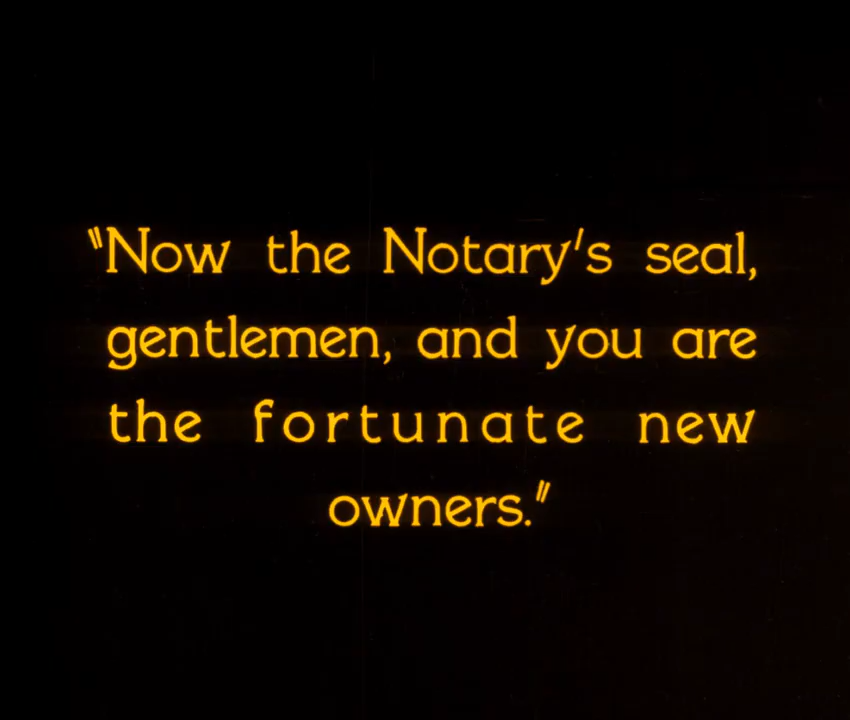 "Now the Notary's seal,
gentlemen, and you are
the fortunate new
owners."